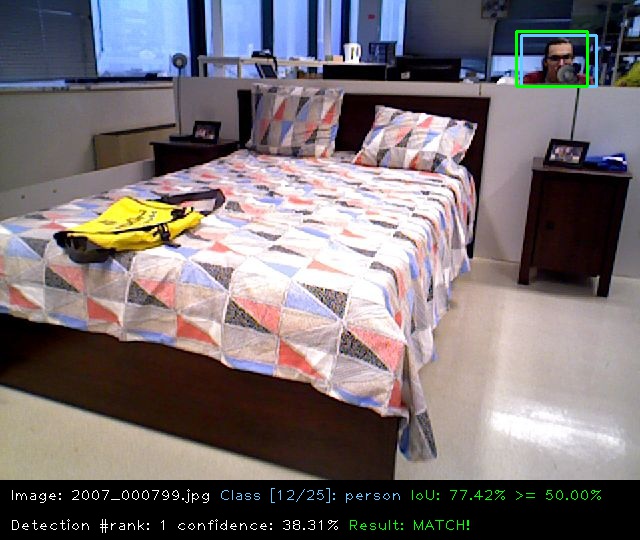 Image: 2007_000799.jpg Class [12/25]: person IoU: 77.42% >= 50.00%
Detection #rank: 1 confidence: 38.31% Result: MATCH!